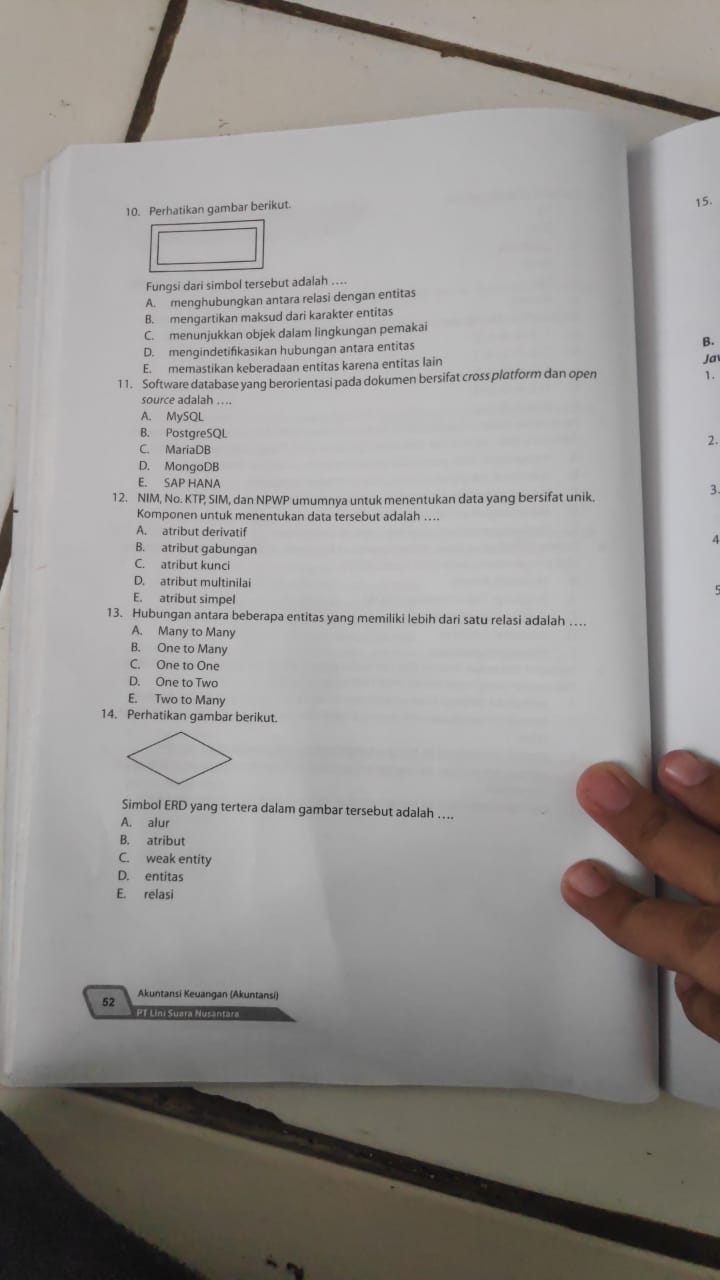 10. Perhatikan gambar berikut.
Fungsi dari simbol tersebut adalah ....
A. menghubungkan antara relasi dengan entitas
B. mengartikan maksud dari karakter entitas
C. menunjukkan objek dalam lingkungan pemakai
D. mengindetifikasikan hubungan antara entitas
E. memastikan keberadaan entitas karena entitas lain
11. Software database yang berorientasi pada dokumen bersifat cross platform dan open
source adalah ....
A. MySQL
B. PostgreSQL
C. MariaDB
D. MongoDB
E. SAP HANA
12. NIM, No. KTP, SIM, dan NPWP umumnya untuk menentukan data yang bersifat unik.
Komponen untuk menentukan data tersebut adalah ....
A. atribut derivatif
B. atribut gabungan
C. atribut kunci
D. atribut multinilai
E. atribut simpel
13. Hubungan antara beberapa entitas yang memiliki lebih dari satu relasi adalah ....
A. Many to Many
B. One to Many
C. One to One
D. One to Two
E. Two to Many
14. Perhatikan gambar berikut.
Simbol ERD yang tertera dalam gambar tersebut adalah ....
A. alur
B. atribut
C. weak entity
D. entitas
E. relasi
52
Akuntansi Keuangan (Akuntansi)
PT Lini Suara Nusantara
15.
B.
1.
2.
3.
4
5